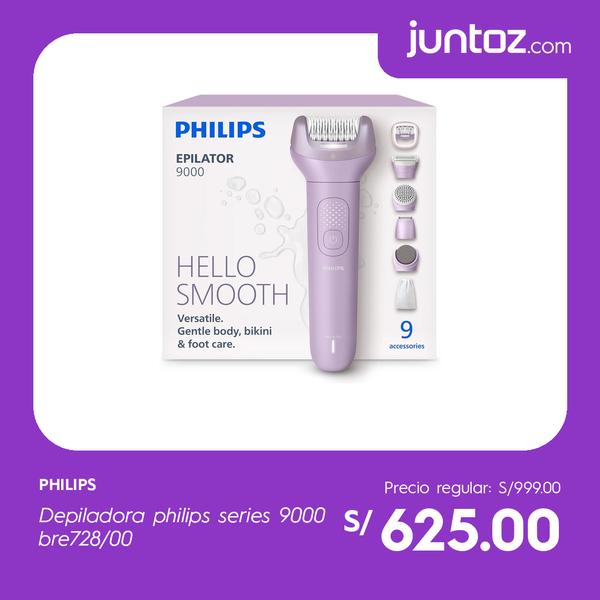 juntoz.com
PHILIPS
EPILATOR
9000
HELLO
SMOOTH
Versatile.
Gentle body, bikini
& foot care.
PHILIPS
9
accessories
PHILIPS
Depiladora philips series 9000
bre728/00
Precio regular: S/999.00
S/ 625.00